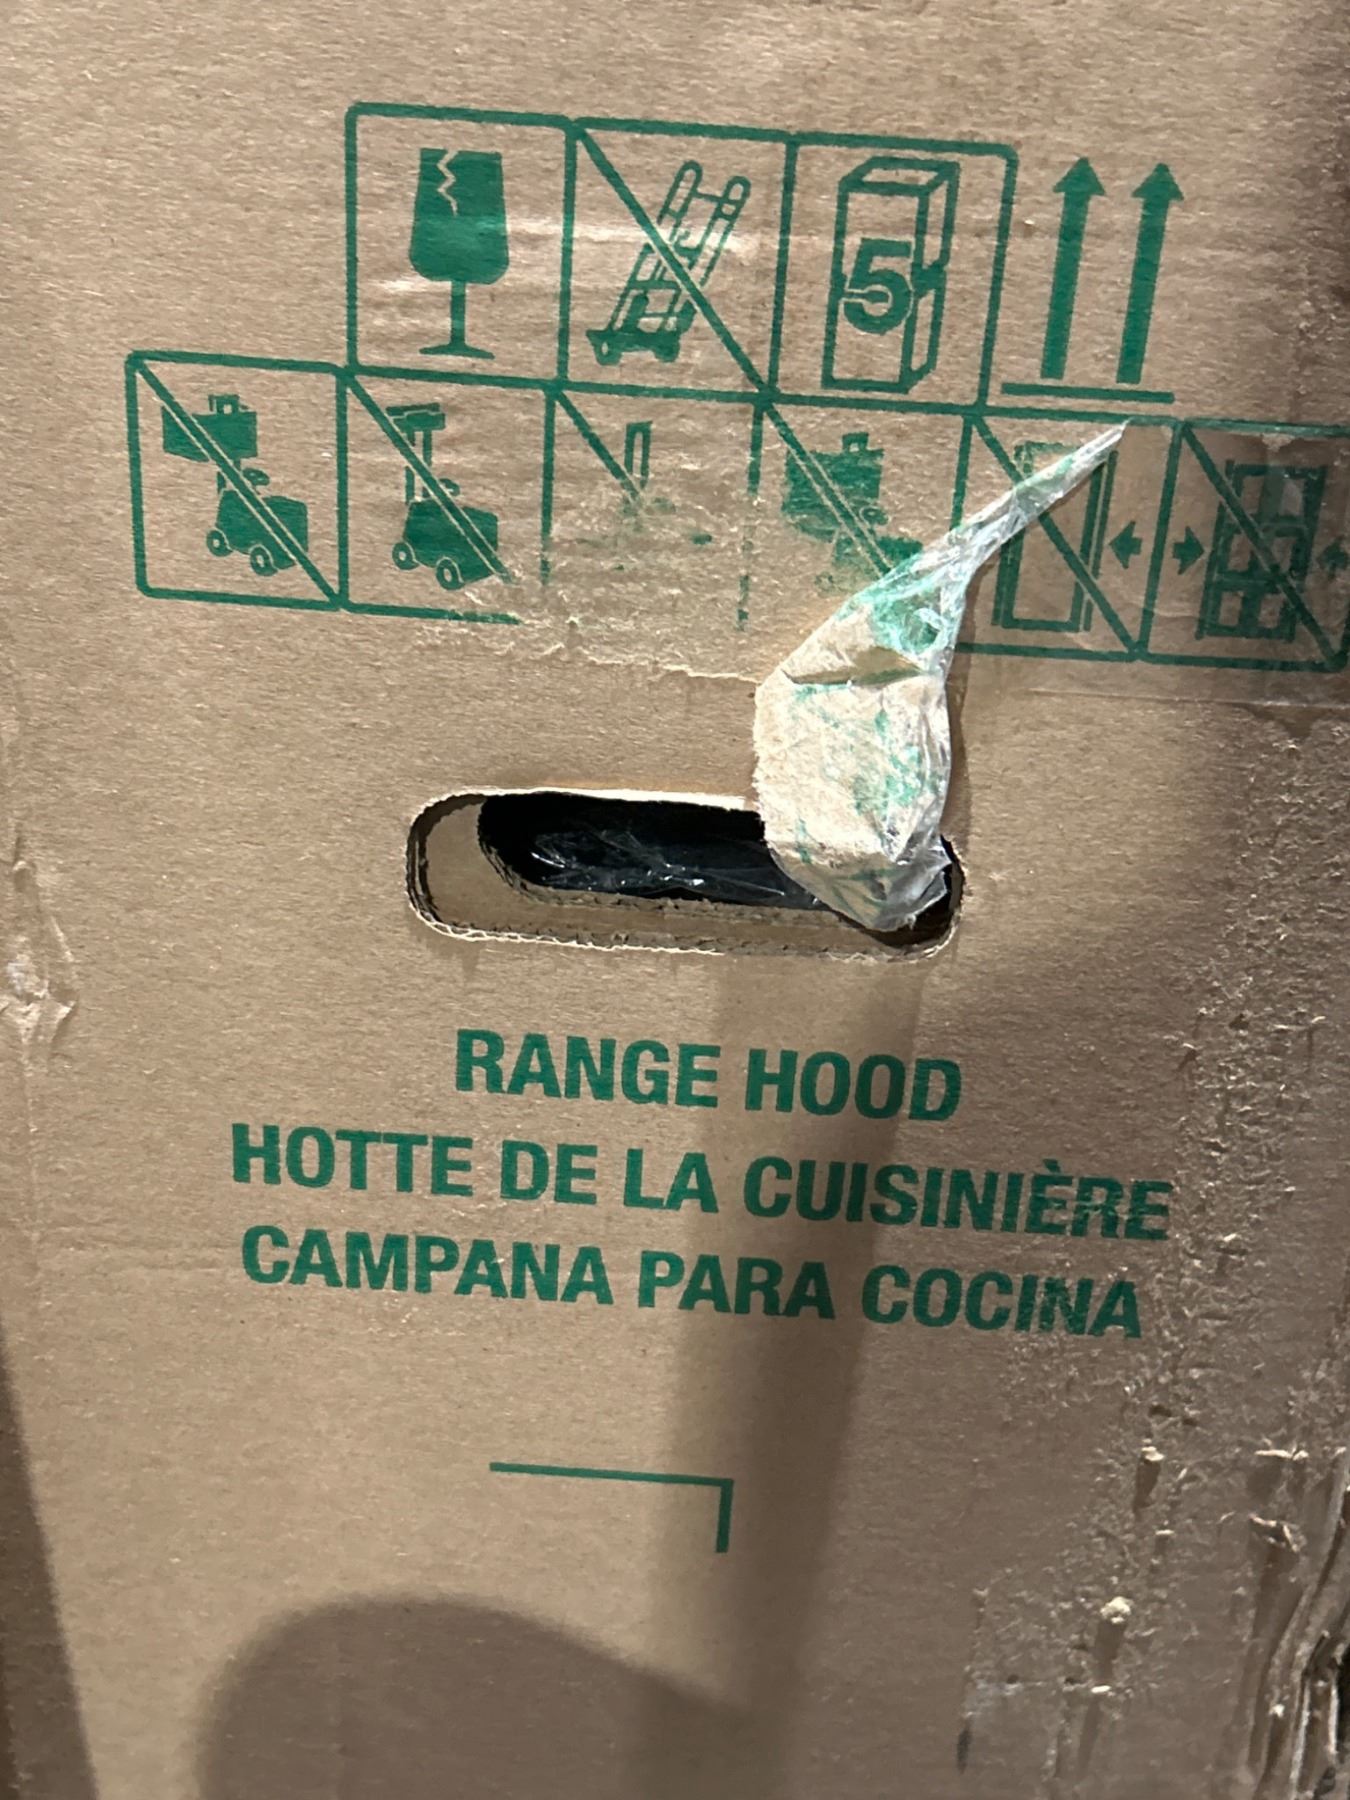 5
RANGE HOOD
HOTTE DE LA CUISINIÈRE
CAMPANA PARA COCINA